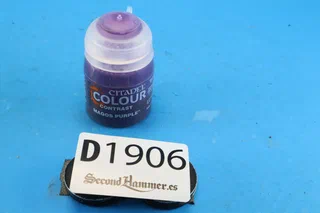 CITADEL
COLOUR
CONTRAST
MAGOS PURPLE
D1906
SecondHammer.es